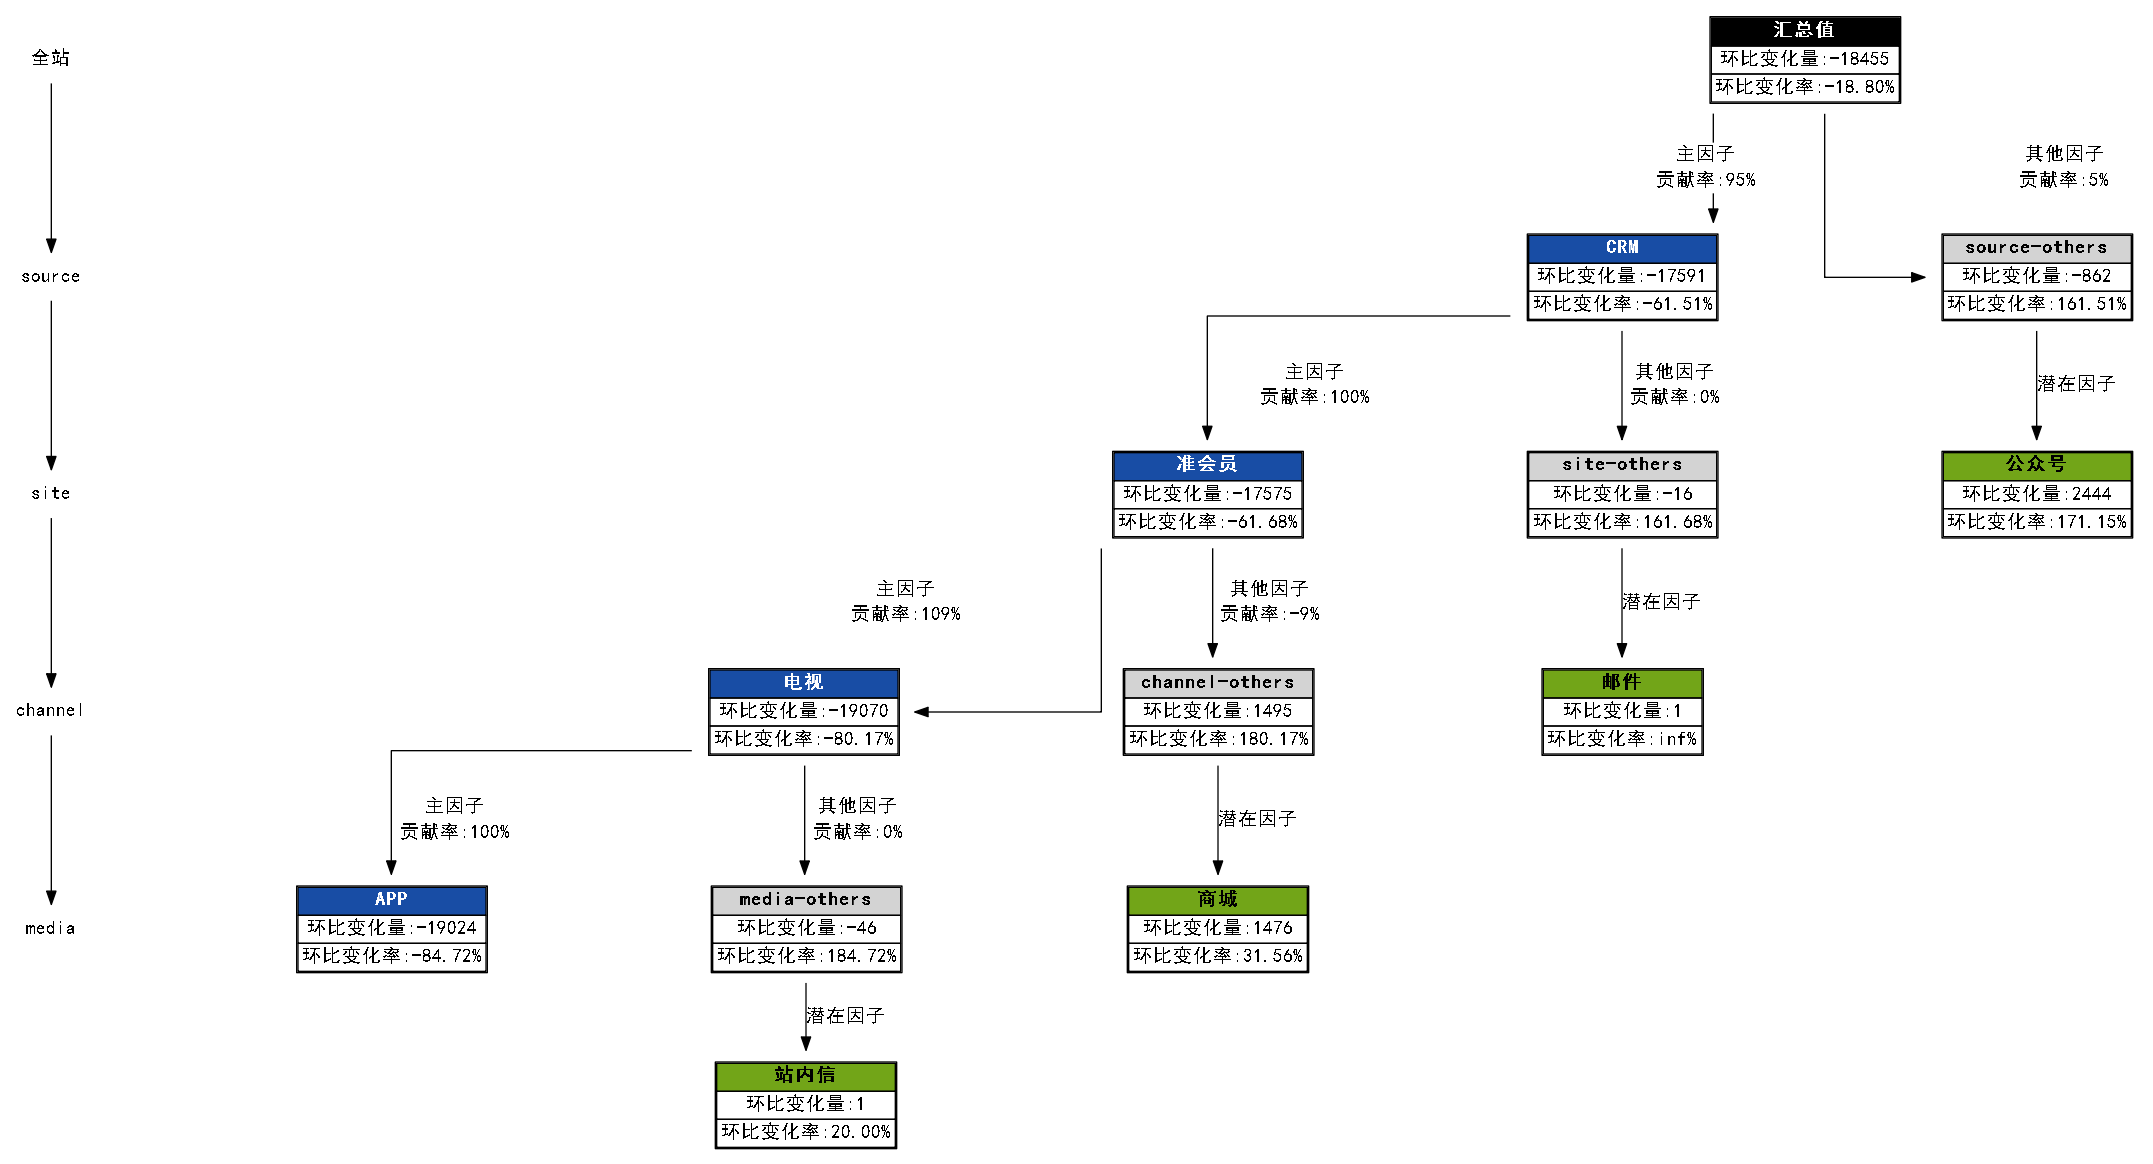 汇总值
全站
环比变化量:-18455
环比变化率:-18.80%
主因子
贡献率:95%
其他因子
贡献率:5%
source
CRM
环比变化量:-17591
环比变化率:-61.51%
source-others
环比变化量:-862
环比变化率:161.51%
主因子
贡献率:100%
其他因子
贡献率:0%
潜在因子
site
准会员
环比变化量:-17575
环比变化率:-61.68%
site-others
环比变化量:-16
环比变化率:161.68%
公众号
环比变化量:2444
环比变化率:171.15%
主因子
贡献率:109%
其他因子
贡献率:-9%
潜在因子
channel
电视
环比变化量:-19070
环比变化率:-80.17%
channel-others
环比变化量:1495
环比变化率:180.17%
邮件
环比变化量:1
环比变化率:inf%
主因子
贡献率:100%
其他因子
贡献率:0%
潜在因子
media
APP
环比变化量:-19024
环比变化率:-84.72%
media-others
环比变化量:-46
环比变化率:184.72%
商城
环比变化量:1476
环比变化率:31.56%
潜在因子
站内信
环比变化量:1
环比变化率:20.00%